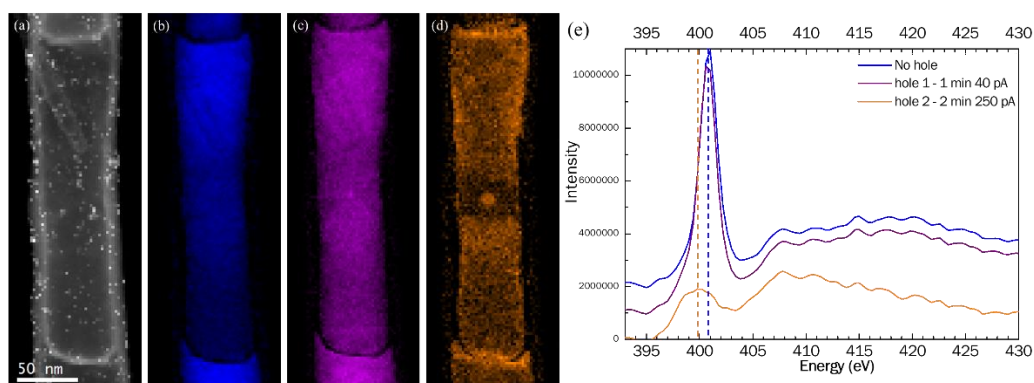 (a)
(b)
(c)
(d)
50 nm
(e)
395 400 405 410 415 420 425 430
10000000
8000000
6000000
4000000
2000000
0
Intensity
No hole
hole 1 - 1 min 40 pA
hole 2 - 2 min 250 pA
395 400 405 410 415 420 425 430
Energy (eV)